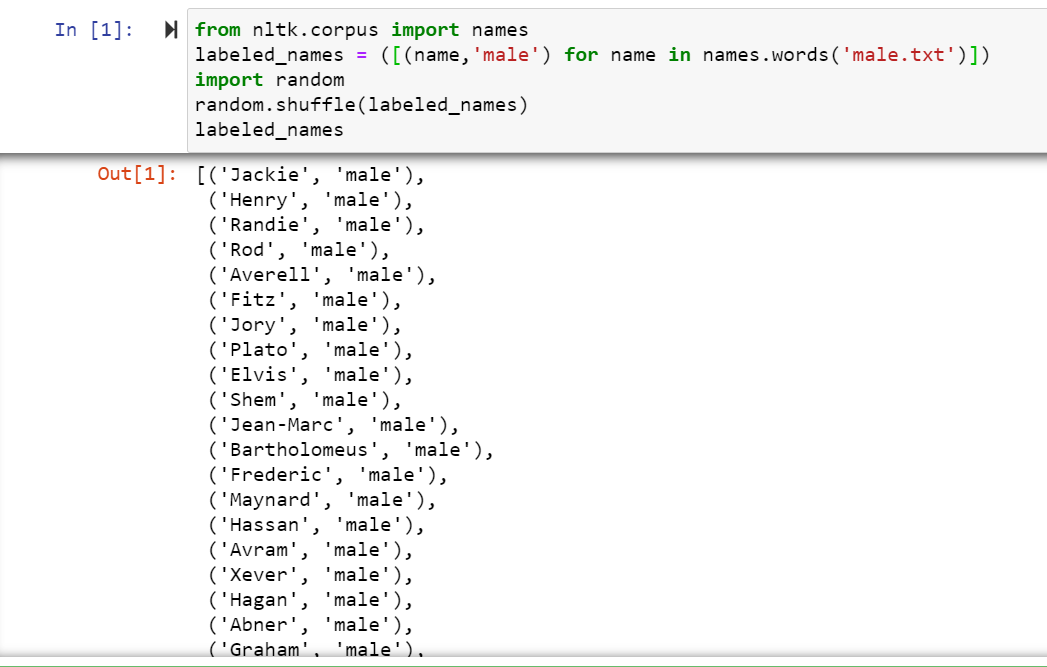 In [1]: from nltk.corpus import names
labeled_names = ([(name,'male') for name in names.words('male.txt')])
import random
random.shuffle(labeled_names)
labeled_names
Out[1]: [('Jackie', 'male'),
('Henry', 'male'),
('Randie', 'male'),
('Rod', 'male'),
('Averell', 'male'),
('Fitz', 'male'),
('Jory', 'male'),
('Plato', 'male'),
('Elvis', 'male'),
('Shem', 'male'),
('Jean-Marc', 'male'),
('Bartholomeus', 'male'),
('Frederic', 'male'),
('Maynard', 'male'),
('Hassan', 'male'),
('Avram', 'male'),
('Xever', 'male'),
('Hagan', 'male'),
('Abner', 'male'),
('Graham', 'male'),